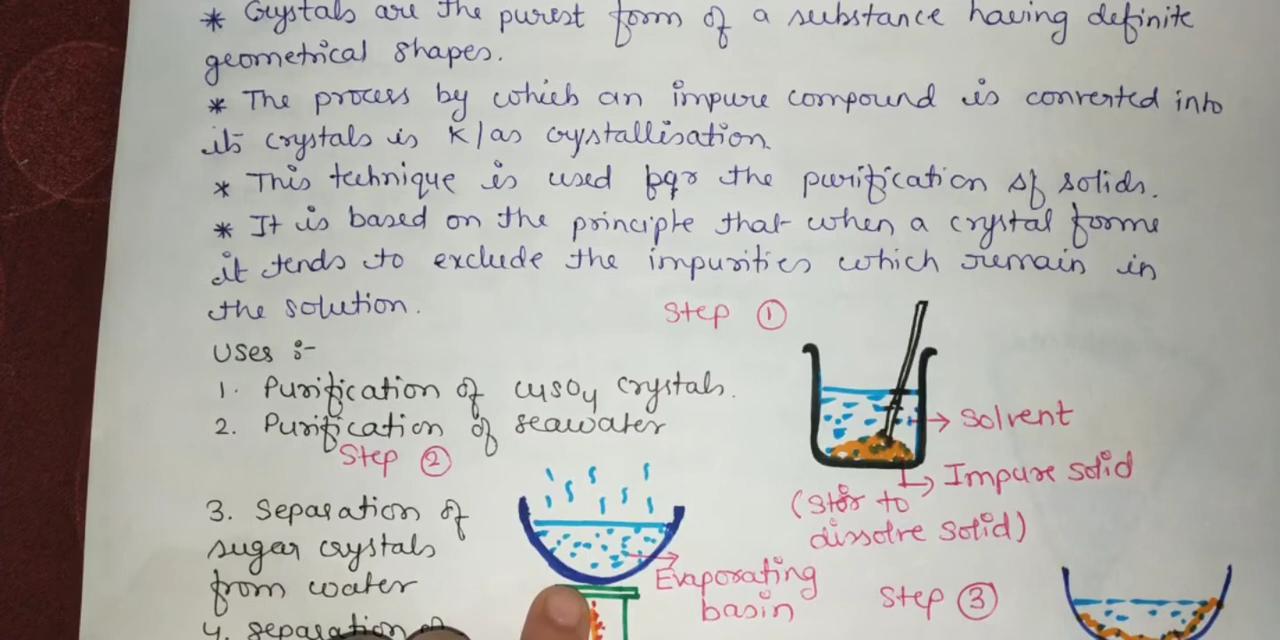 * Crystals are the purest form of a substance having definite
geometrical shapes.
* The process by which an impure compound is converted into
its crystals is K/as crystallisation.
* This technique is used for the purification of solids.
* It is based on the principle that when a crystal forms
it tends to exclude the impurities which remain in
the solution.
Step ①
Uses :-
1. Purification of CuSO4 crystals.
2. Purification of seawater
Solvent
Impure solid
(Stir to
dissolve solid)
Step ②
3. Separation of
sugar crystals
from water
Evaporating
basin
Step ③
4. Separation of